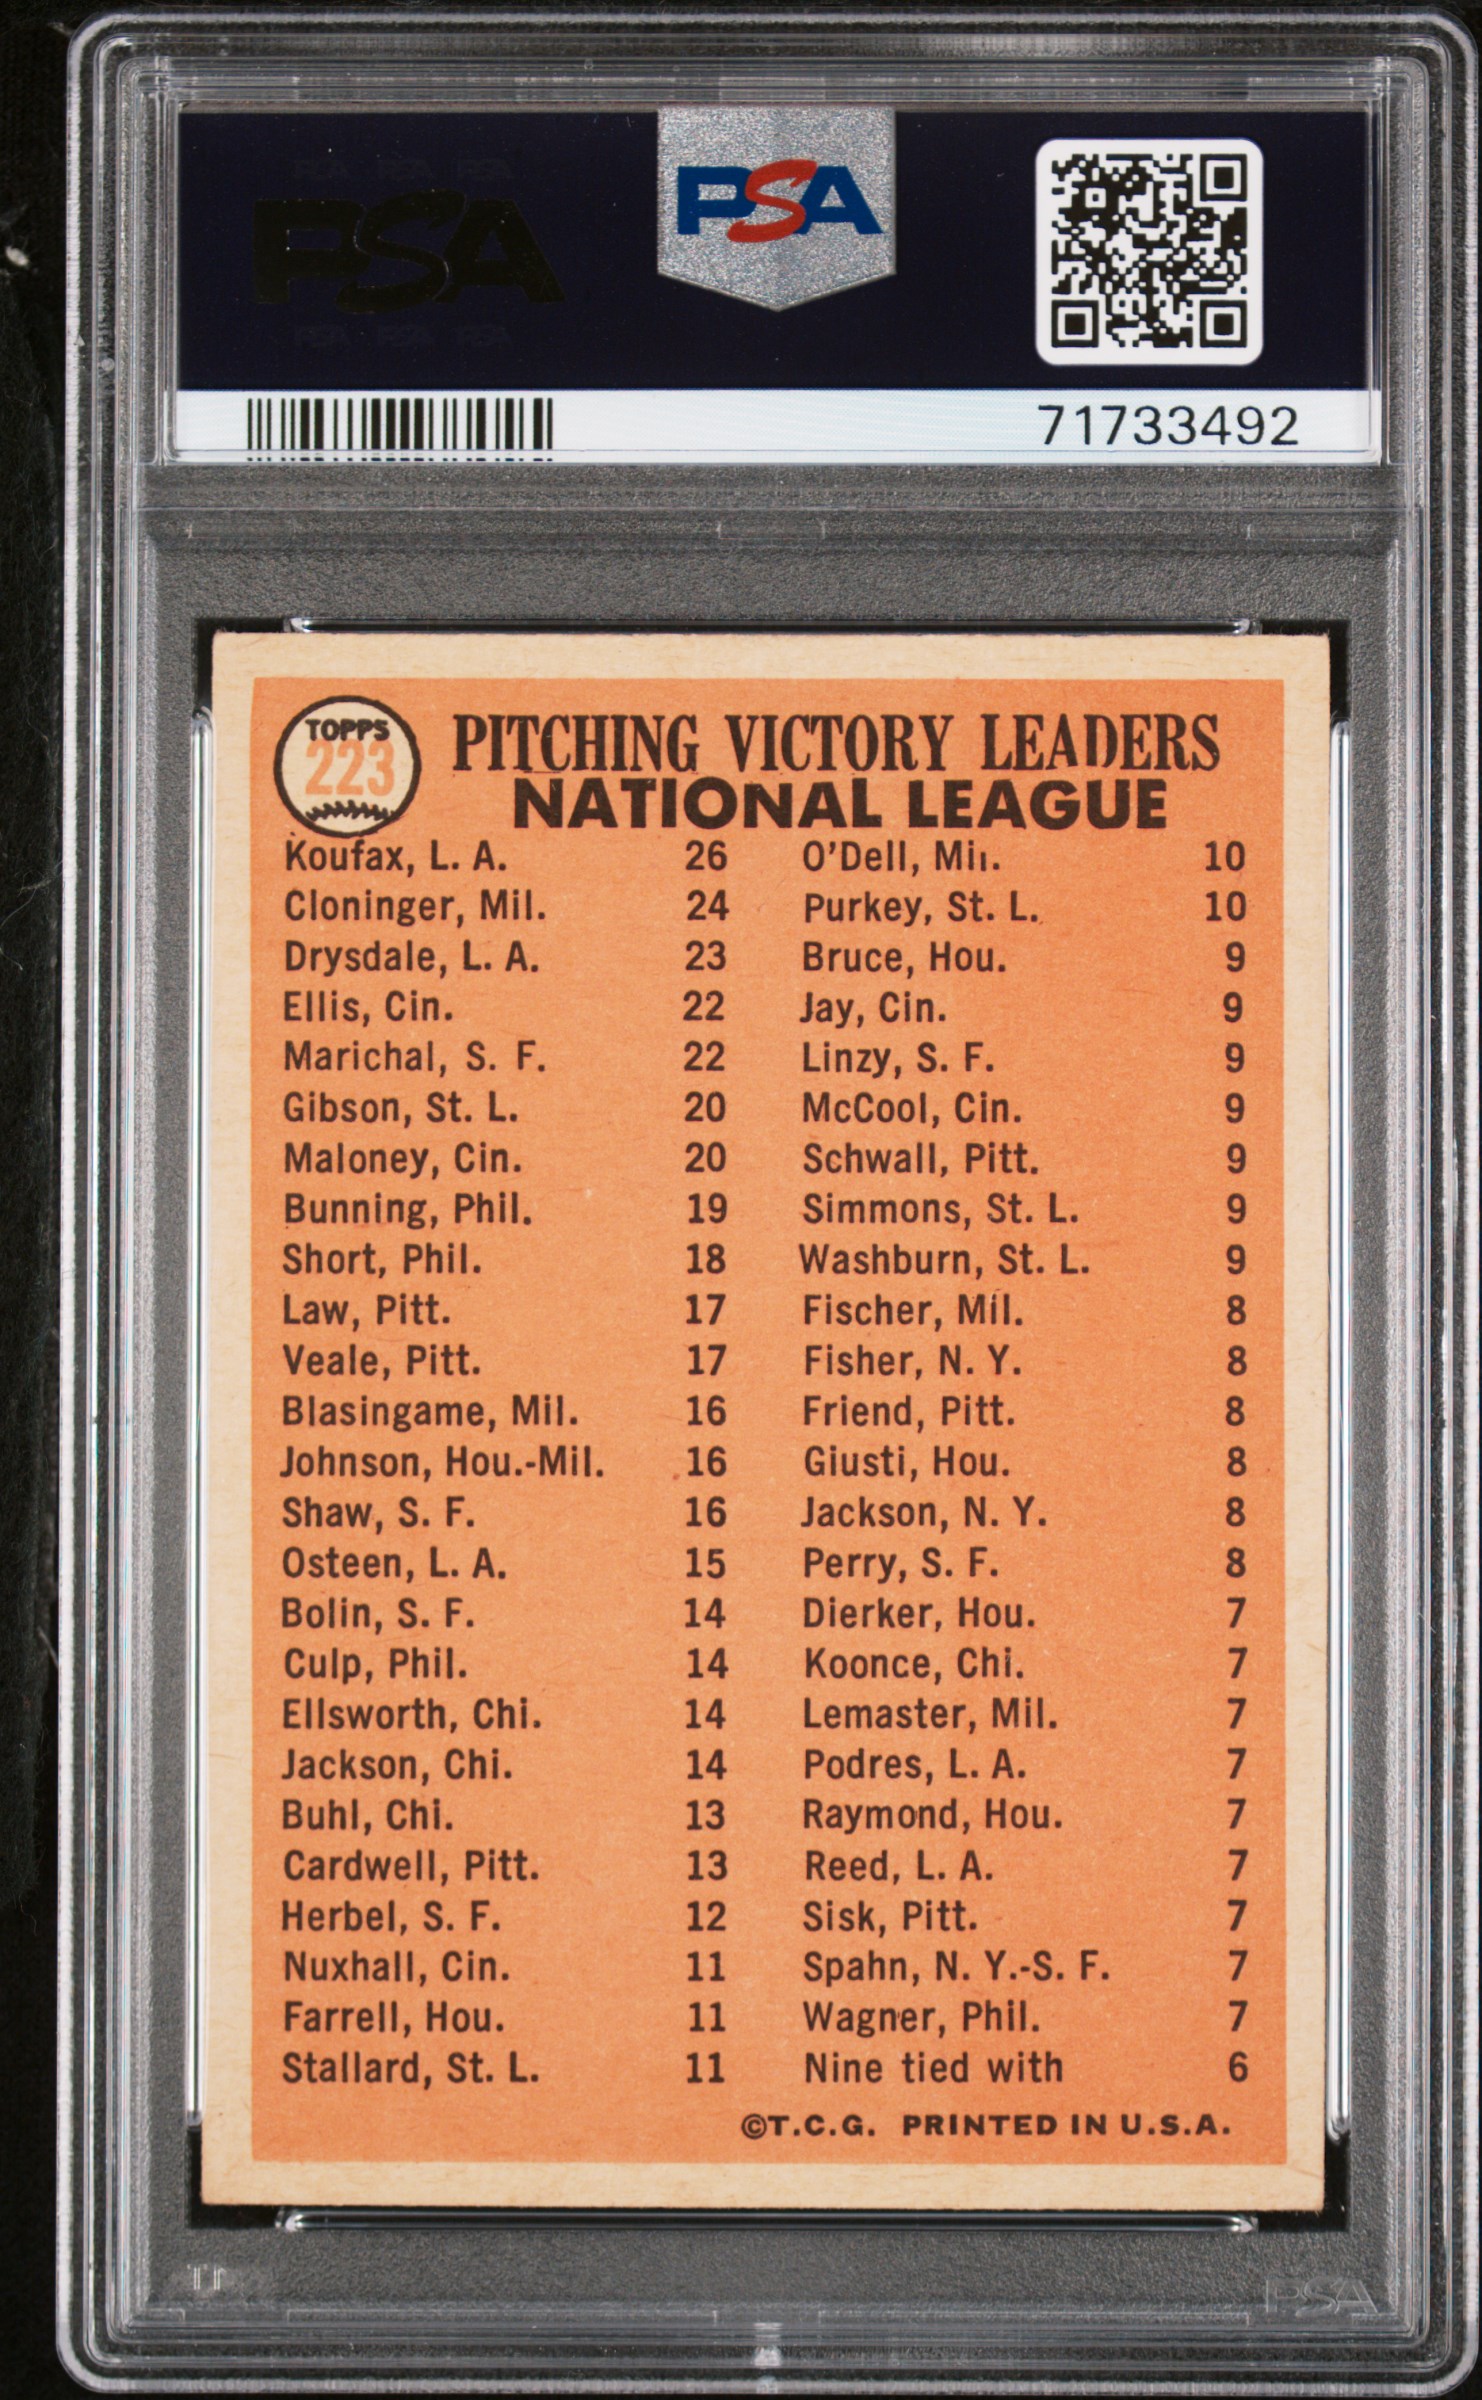 PSA
PSA
71733492
TOPPS
223
PITCHING VICTORY LEADERS
NATIONAL LEAGUE
Koufax, L. A. 26
Cloninger, Mil. 24
Drysdale, L. A. 23
Ellis, Cin. 22
Marichal, S. F. 22
Gibson, St. L. 20
Maloney, Cin. 20
Bunning, Phil. 19
Short, Phil. 18
Law, Pitt. 17
Veale, Pitt. 17
Blasingame, Mil. 16
Johnson, Hou.-Mil. 16
Shaw, S. F. 16
Osteen, L. A. 15
Bolin, S. F. 14
Culp, Phil. 14
Ellsworth, Chi. 14
Jackson, Chi. 14
Buhl, Chi. 13
Cardwell, Pitt. 13
Herbel, S. F. 12
Nuxhall, Cin. 11
Farrell, Hou. 11
Stallard, St. L. 11
O'Dell, Mil. 10
Purkey, St. L. 10
Bruce, Hou. 9
Jay, Cin. 9
Linzy, S. F. 9
McCool, Cin. 9
Schwall, Pitt. 9
Simmons, St. L. 9
Washburn, St. L. 9
Fischer, Mil. 8
Fisher, N. Y. 8
Friend, Pitt. 8
Giusti, Hou. 8
Jackson, N. Y. 8
Perry, S. F. 8
Dierker, Hou. 7
Koonce, Chi. 7
Lemaster, Mil. 7
Podres, L. A. 7
Raymond, Hou. 7
Reed, L. A. 7
Sisk, Pitt. 7
Spahn, N. Y.-S. F. 7
Wagner, Phil. 7
Nine tied with 6
©T.C.G. PRINTED IN U.S.A.
PSA